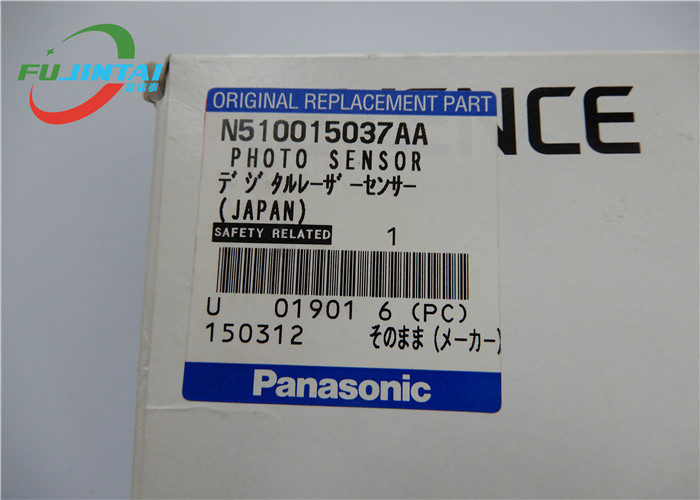 FUJINTAI
ORIGINAL REPLACEMENT PART
ENCE
N510015037AA
PHOTO SENSOR
デジタルレーザーセンサー
(JAPAN)
SAFETY RELATED 1
U 01901 6 (PC)
150312 そのまま(メーカー)
Panasonic